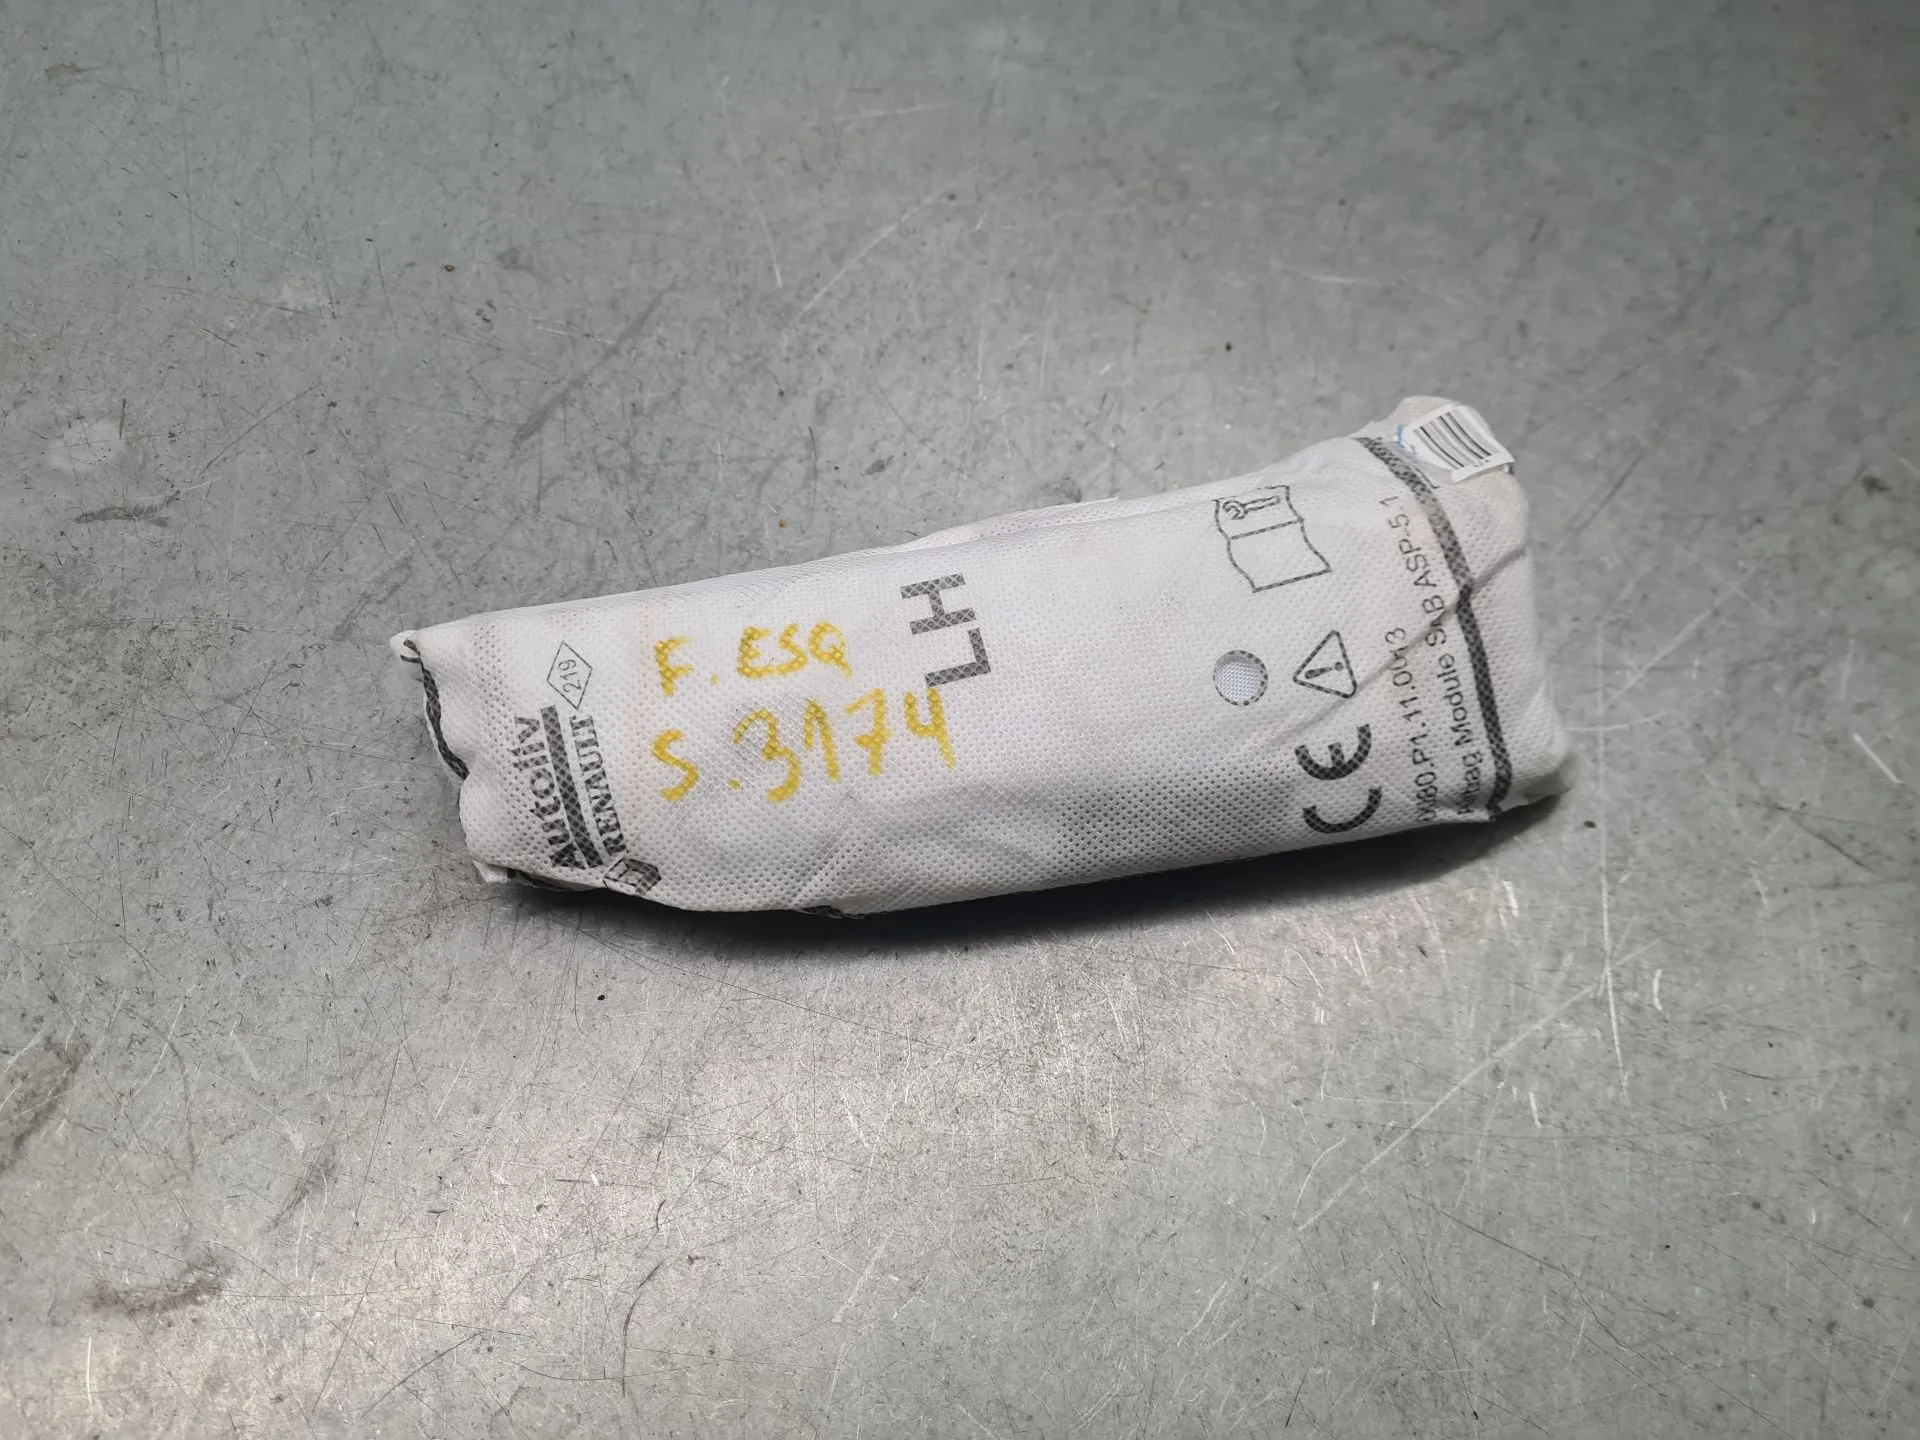 Autoliv
RENAULT 219
F. ESQ
S. 3174
LH
CE
Airbag Module SAB ASP-5.1